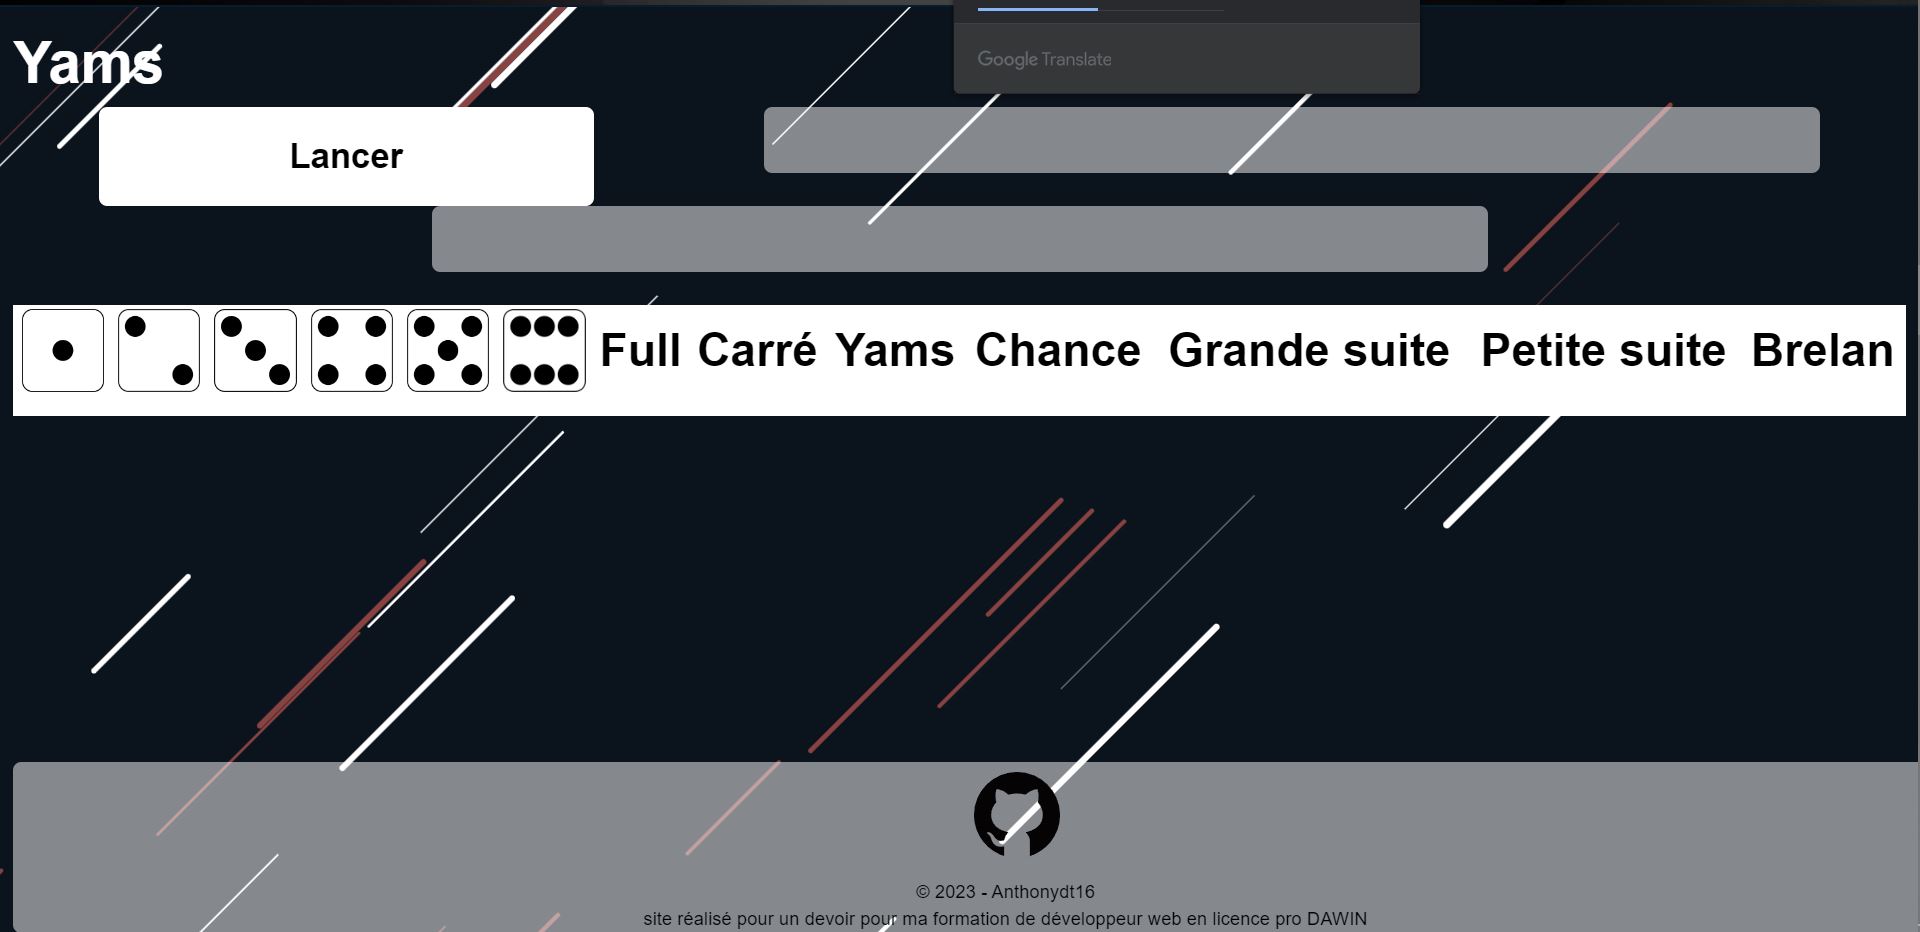 Google Translate
Yams
Lancer
Full Carré Yams Chance Grande suite Petite suite Brelan
© 2023 - Anthonydt16
site réalisé pour un devoir pour ma formation de développeur web en licence pro DAWIN